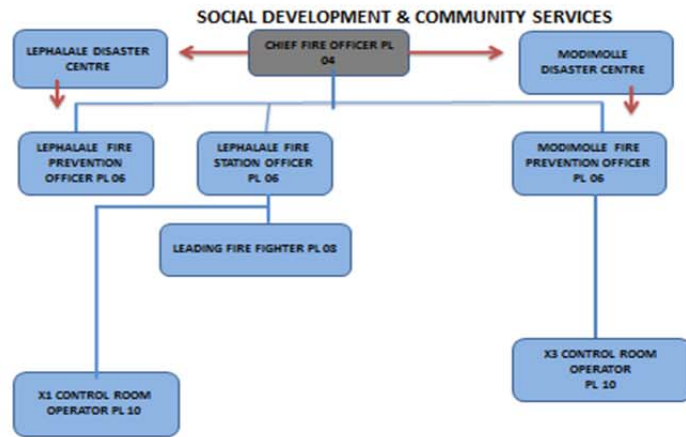 SOCIAL DEVELOPMENT & COMMUNITY SERVICES
LEPHALALE DISASTER
CENTRE
CHIEF FIRE OFFICER PL
04
MODIMOLLE
DISASTER CENTRE
LEPHALALE FIRE
PREVENTION
OFFICER PL 06
LEPHALALE FIRE
STATION OFFICER
PL 06
MODIMOLLE FIRE
PREVENTION OFFICER
PL 06
LEADING FIRE FIGHTER PL 08
X1 CONTROL ROOM
OPERATOR PL 10
X3 CONTROL ROOM
OPERATOR
PL 10